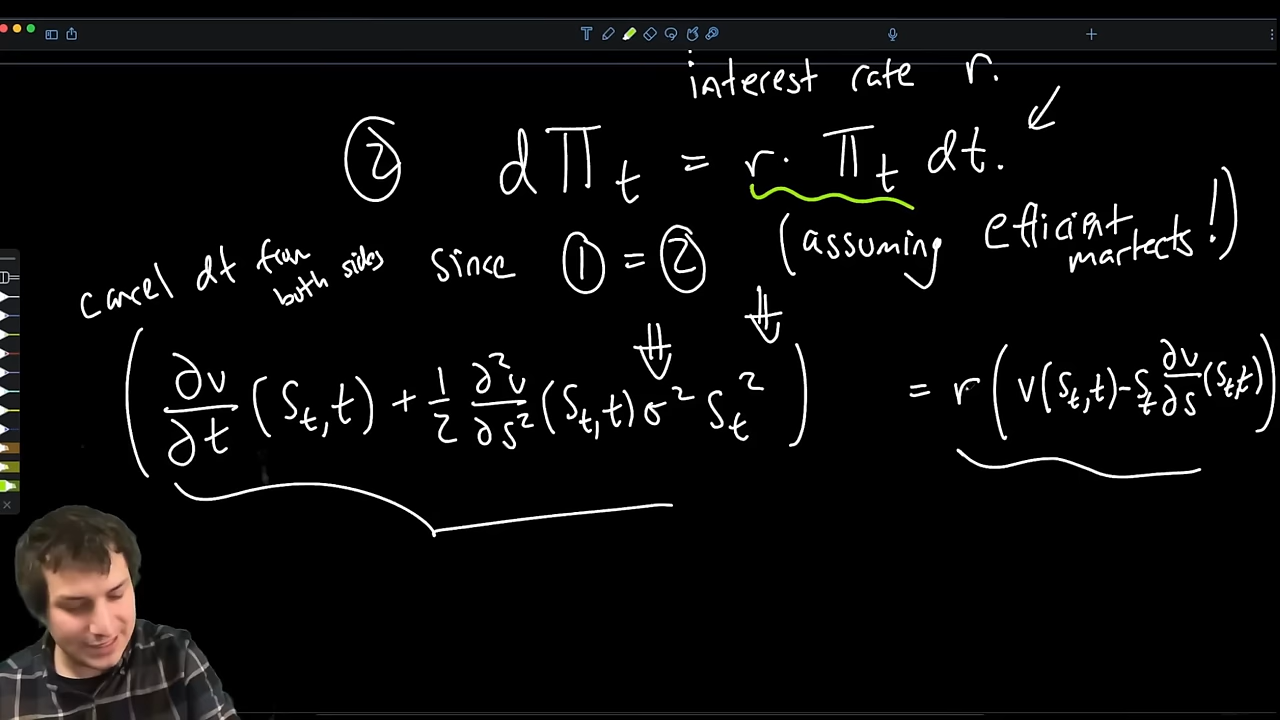 interest rate r.
② dΠ_t = r · Π_t dt.
cancel dt from both sides since ① = ② (assuming efficient markets!)
( ∂v/∂t (S_t, t) + 1/2 ∂²v/∂s² (S_t, t) σ² S_t² ) = r ( v(S_t, t) - S_t ∂v/∂s (S_t, t) )